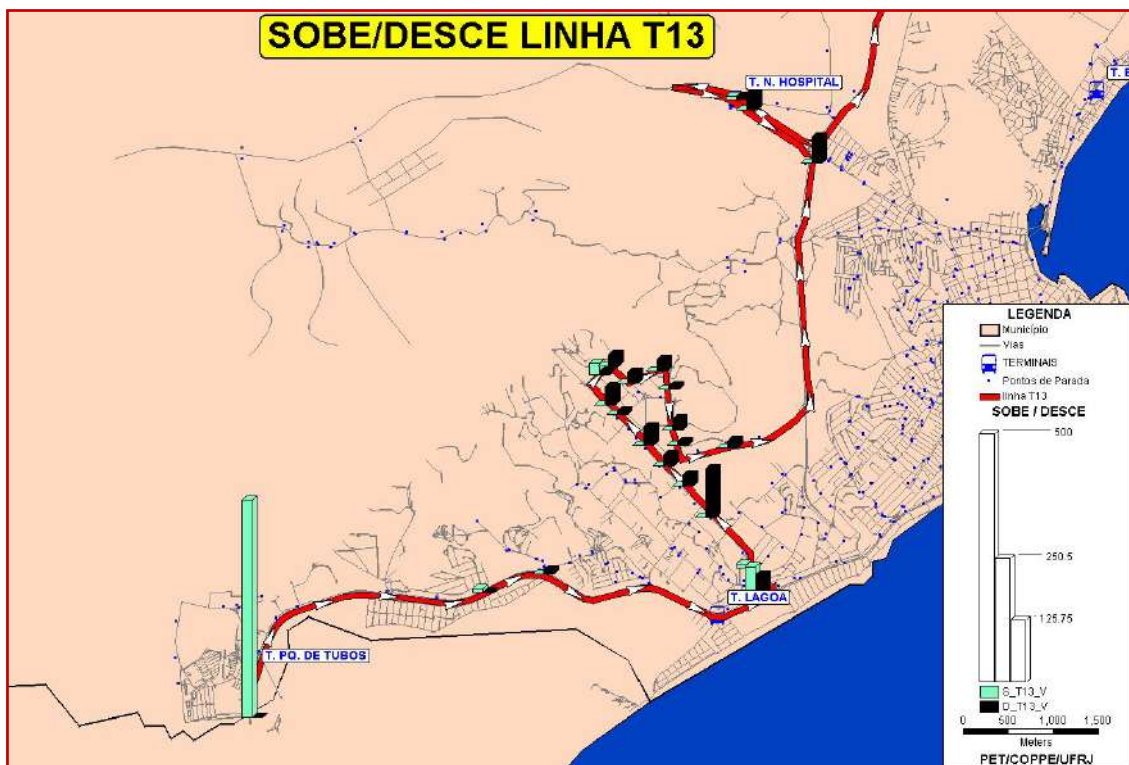 SOBE/DESCE LINHA T13
T. N. HOSPITAL
T. E
T. PQ. DE TUBOS
T. LAGOA
LEGENDA
Município
Vias
TERMINAIS
Pontos de Parada
linha T13
SOBE / DESCE
500
250.5
125.75
S_T13_V
D_T13_V
0 500 1,000 1,500
Meters
PET/COPPE/UFRJ